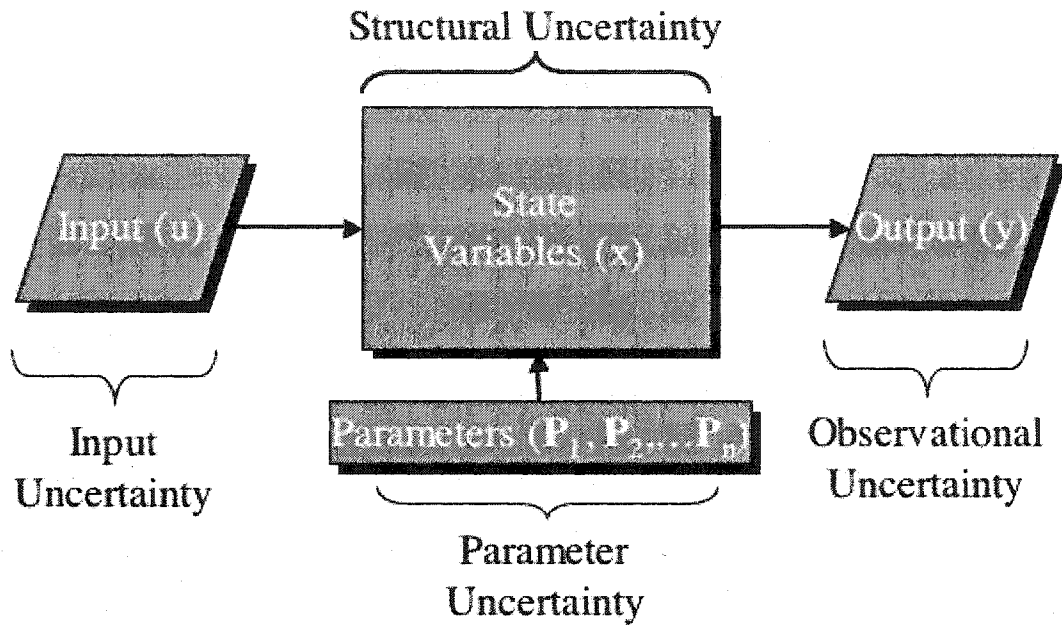 Structural Uncertainty
Input (u)
State
Variables (x)
Output (y)
Parameters (P₁, P₂,...Pₙ)
Input
Uncertainty
Observational
Uncertainty
Parameter
Uncertainty